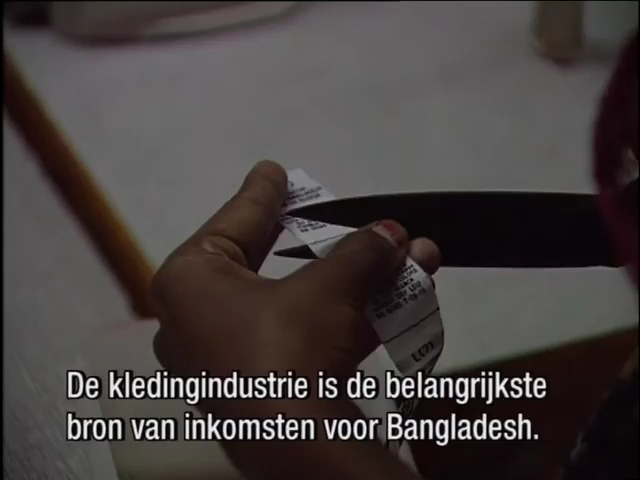 De kledingindustrie is de belangrijkste
bron van inkomsten voor Bangladesh.